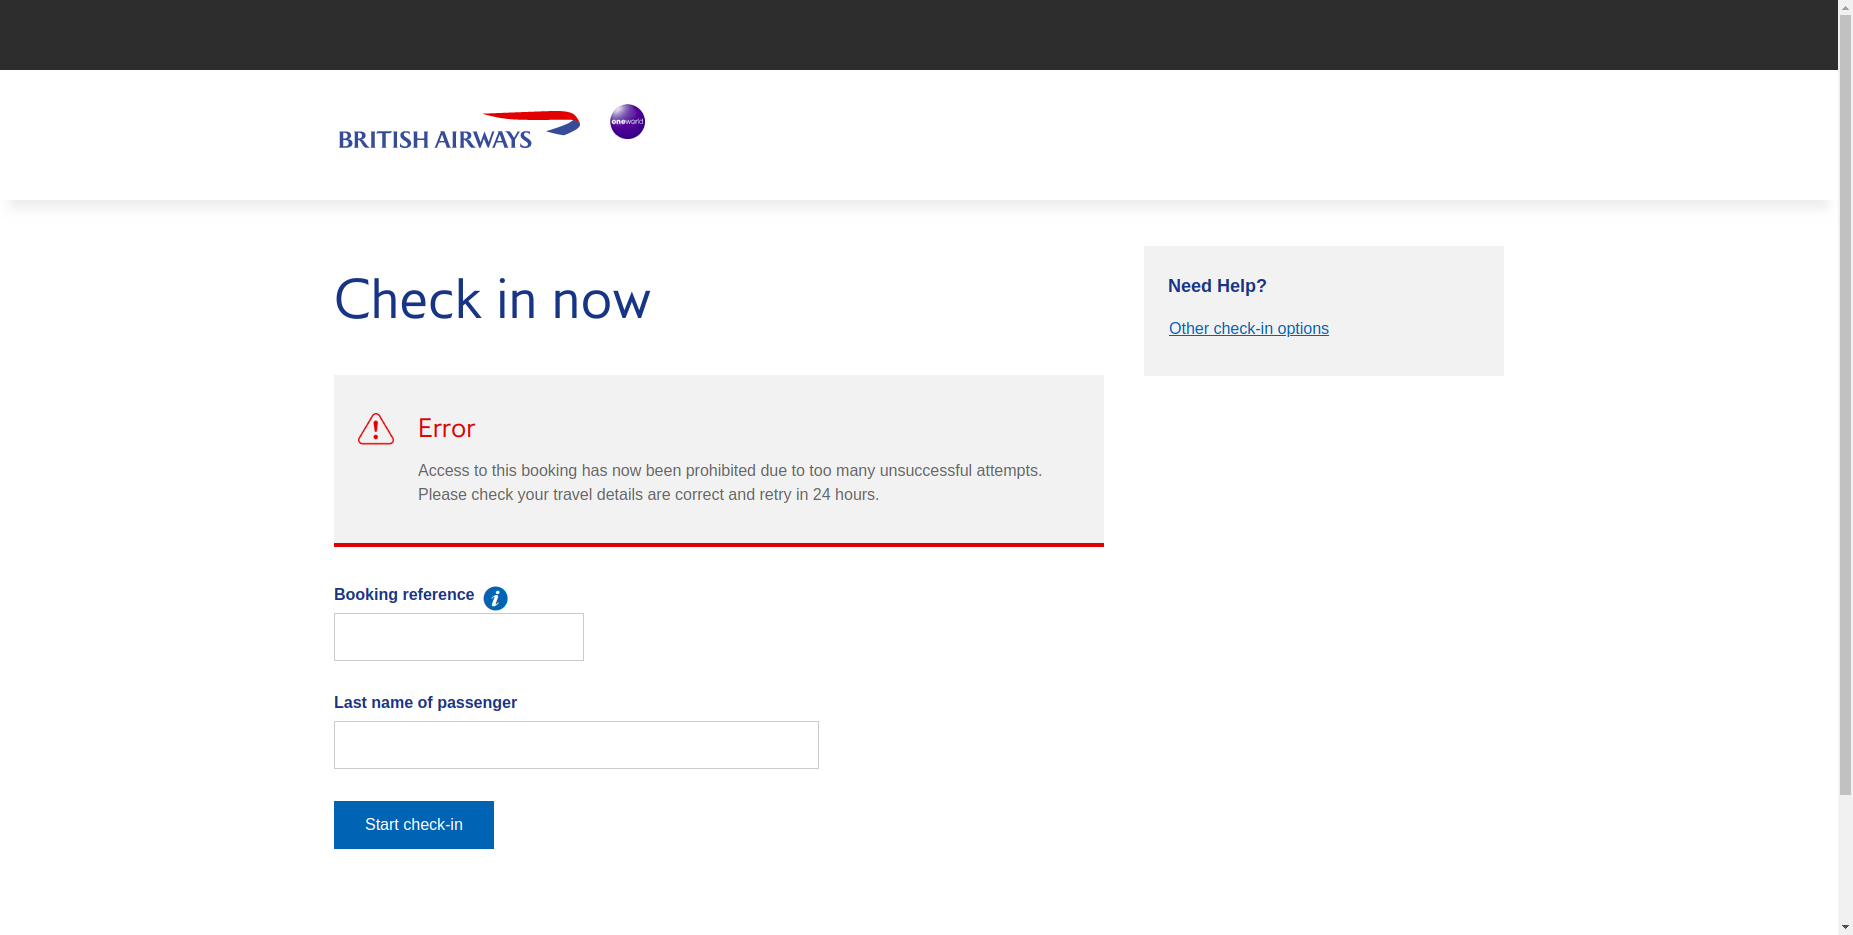 BRITISH AIRWAYS
oneworld
Check in now
Need Help?
Other check-in options
Error
Access to this booking has now been prohibited due to too many unsuccessful attempts.
Please check your travel details are correct and retry in 24 hours.
Booking reference i
Last name of passenger
Start check-in